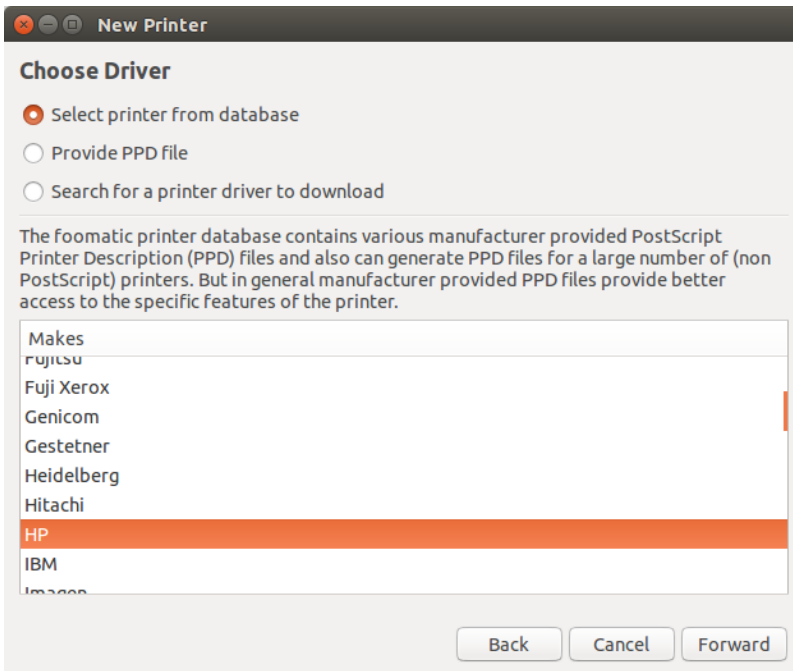 New Printer
Choose Driver
Select printer from database
Provide PPD file
Search for a printer driver to download
The foomatic printer database contains various manufacturer provided PostScript
Printer Description (PPD) files and also can generate PPD files for a large number of (non
PostScript) printers. But in general manufacturer provided PPD files provide better
access to the specific features of the printer.
Makes
Fujitsu
Fuji Xerox
Genicom
Gestetner
Heidelberg
Hitachi
HP
IBM
Imagen
Back Cancel Forward